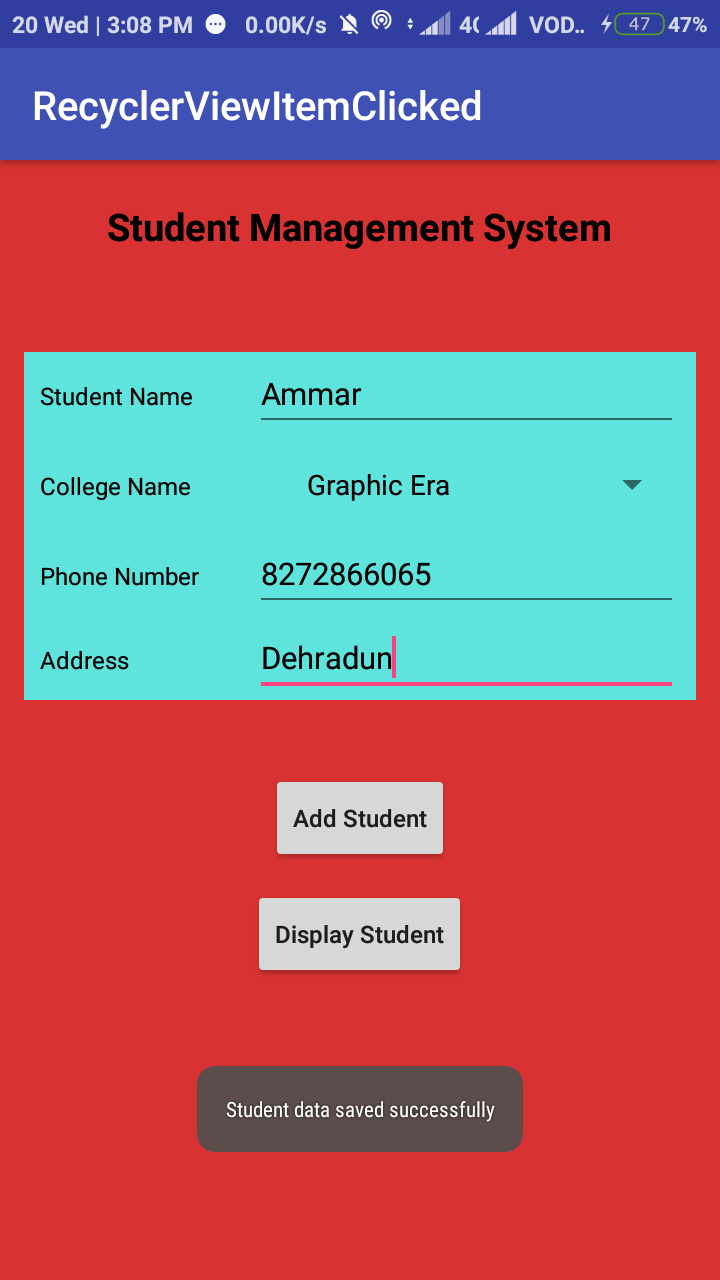 20 Wed | 3:08 PM 0.00K/s VOD.. 47 47%
RecyclerViewItemClicked
Student Management System
Student Name Ammar
College Name Graphic Era
Phone Number 8272866065
Address Dehradun
Add Student
Display Student
Student data saved successfully